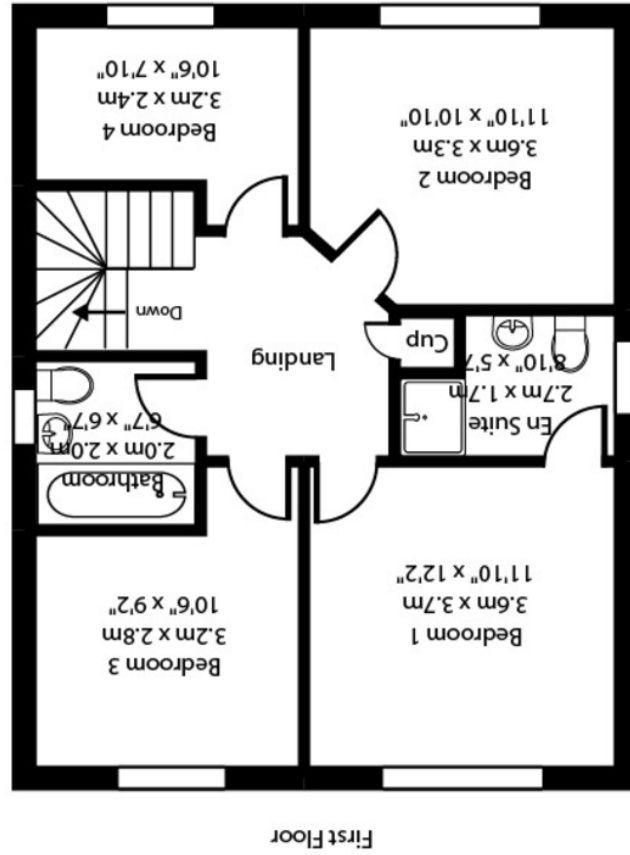 First Floor
Bedroom 1
3.6m x 3.7m
11'10" x 12'2"
Bedroom 3
3.2m x 2.8m
10'6" x 9'2"
En Suite
2.7m x 1.7m
8'10" x 5'7
Bathroom
2.0m x 2.0m
6'7" x 6'7"
Cup
Landing
Down
Bedroom 2
3.6m x 3.3m
11'10" x 10'10"
Bedroom 4
3.2m x 2.4m
10'6" x 7'10"